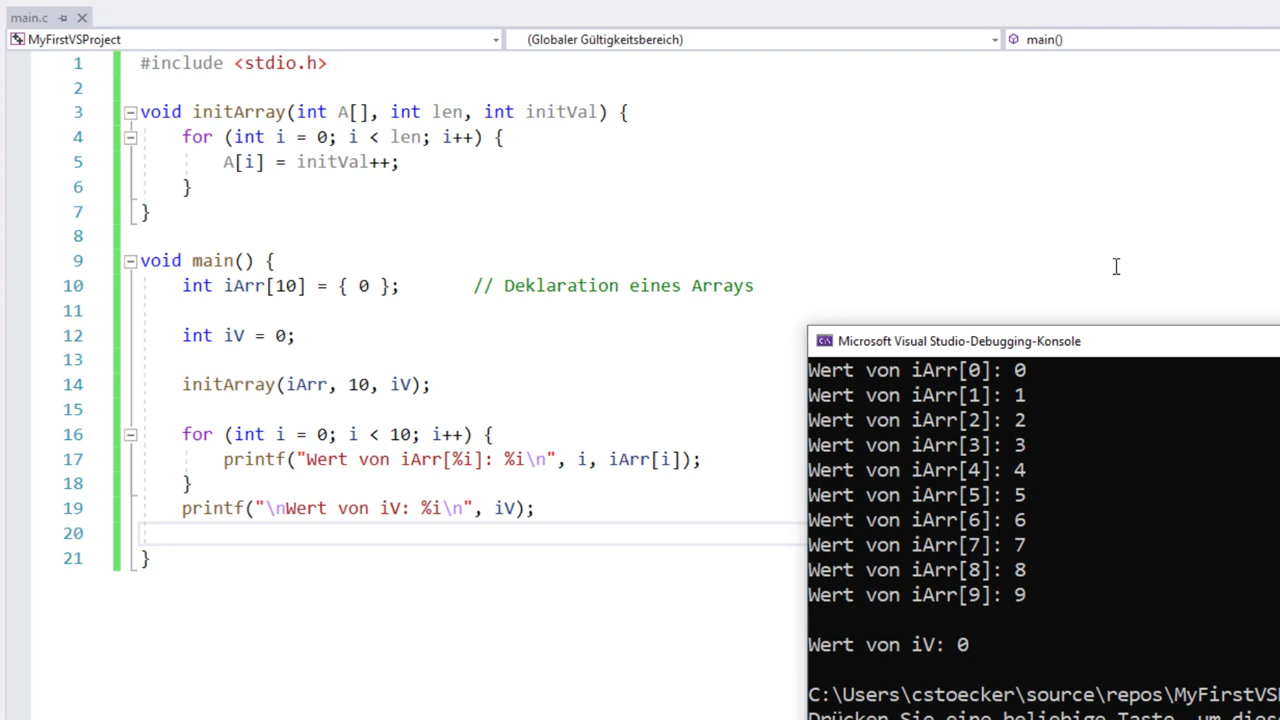 main.c
MyFirstVSProject
(Globaler Gültigkeitsbereich)
main()
1 #include <stdio.h>
2
3 void initArray(int A[], int len, int initVal) {
4 for (int i = 0; i < len; i++) {
5 A[i] = initVal++;
6 }
7 }
8
9 void main() {
10 int iArr[10] = { 0 }; // Deklaration eines Arrays
11
12 int iV = 0;
13
14 initArray(iArr, 10, iV);
15
16 for (int i = 0; i < 10; i++) {
17 printf("Wert von iArr[%i]: %i\n", i, iArr[i]);
18 }
19 printf("\nWert von iV: %i\n", iV);
20
21 }
Microsoft Visual Studio-Debugging-Konsole
Wert von iArr[0]: 0
Wert von iArr[1]: 1
Wert von iArr[2]: 2
Wert von iArr[3]: 3
Wert von iArr[4]: 4
Wert von iArr[5]: 5
Wert von iArr[6]: 6
Wert von iArr[7]: 7
Wert von iArr[8]: 8
Wert von iArr[9]: 9
Wert von iV: 0
C:\Users\cstoecker\source\repos\MyFirstVS
Drücken Sie eine beliebige Taste, um die